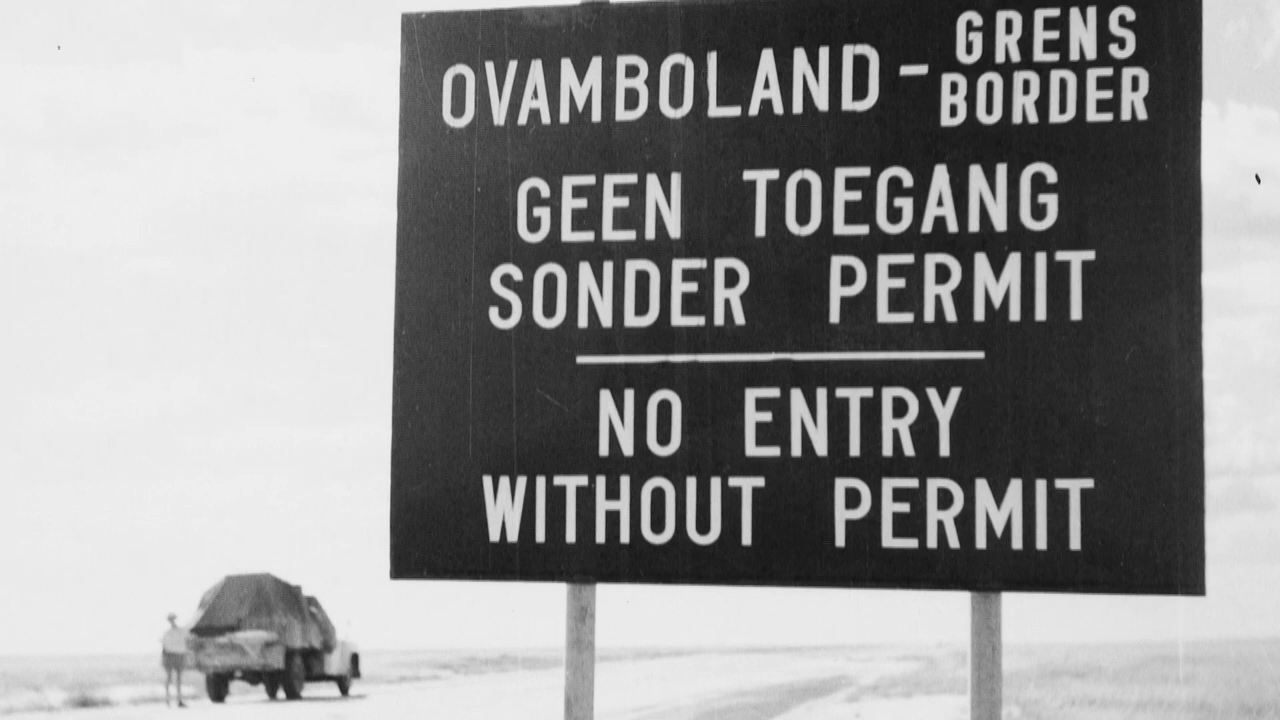 OVAMBOLAND - GRENS
BORDER
GEEN TOEGANG
SONDER PERMIT
NO ENTRY
WITHOUT PERMIT